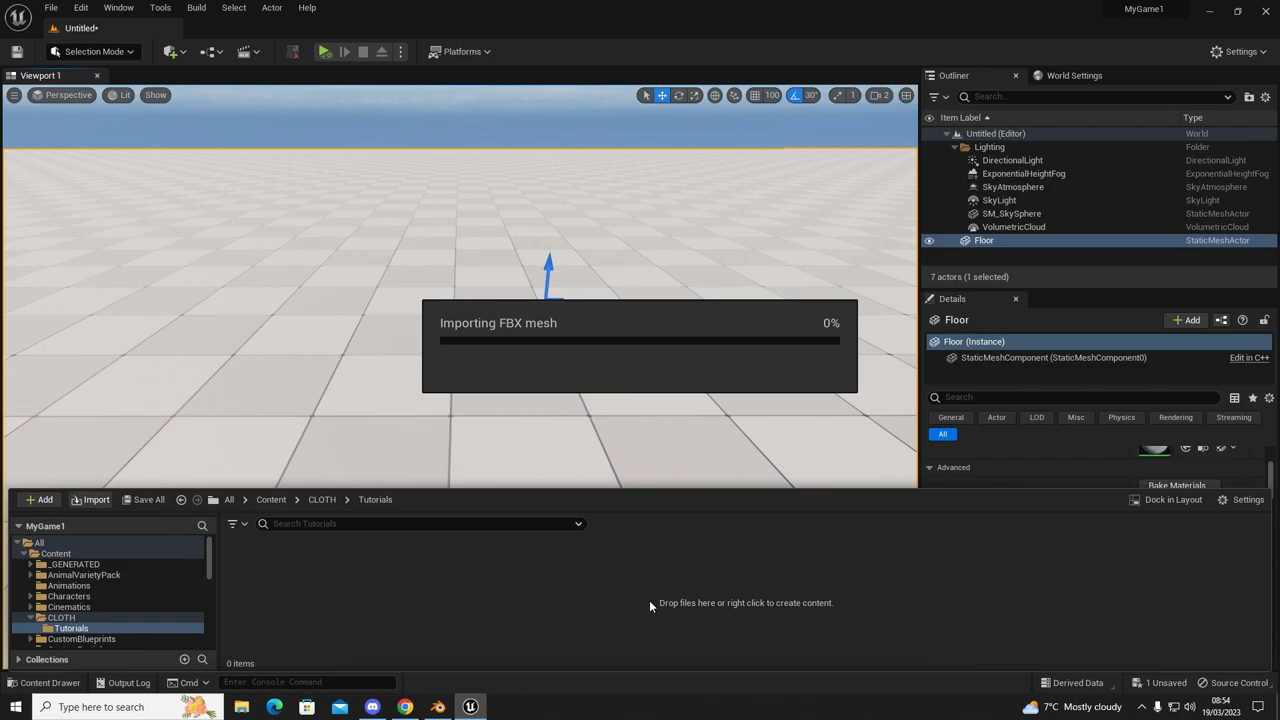 File Edit Window Tools Build Select Actor Help
MyGame1
Untitled*
Selection Mode
Platforms
Settings
Viewport 1
Outliner
World Settings
Perspective Lit Show
100 30° 1 2
Search...
Item Label Type
Untitled (Editor) World
Lighting Folder
DirectionalLight DirectionalLight
ExponentialHeightFog ExponentialHeightFog
SkyAtmosphere SkyAtmosphere
SkyLight SkyLight
SM_SkySphere StaticMeshActor
VolumetricCloud VolumetricCloud
Floor StaticMeshActor
7 actors (1 selected)
Details
Floor
Add
Floor (Instance)
StaticMeshComponent (StaticMeshComponent0) Edit in C++
Search
General Actor LOD Misc Physics Rendering Streaming
All
Advanced
Bake Materials
Importing FBX mesh 0%
Add Import Save All All Content CLOTH Tutorials
Dock in Layout Settings
MyGame1
Search Tutorials
All
Content
_GENERATED
AnimalVarietyPack
Animations
Characters
Cinematics
CLOTH
Tutorials
CustomBlueprints
Drop files here or right click to create content.
Collections
0 items
Content Drawer Output Log Cmd Enter Console Command
Derived Data 1 Unsaved Source Control
Type here to search
7°C Mostly cloudy
08:54
19/03/2023